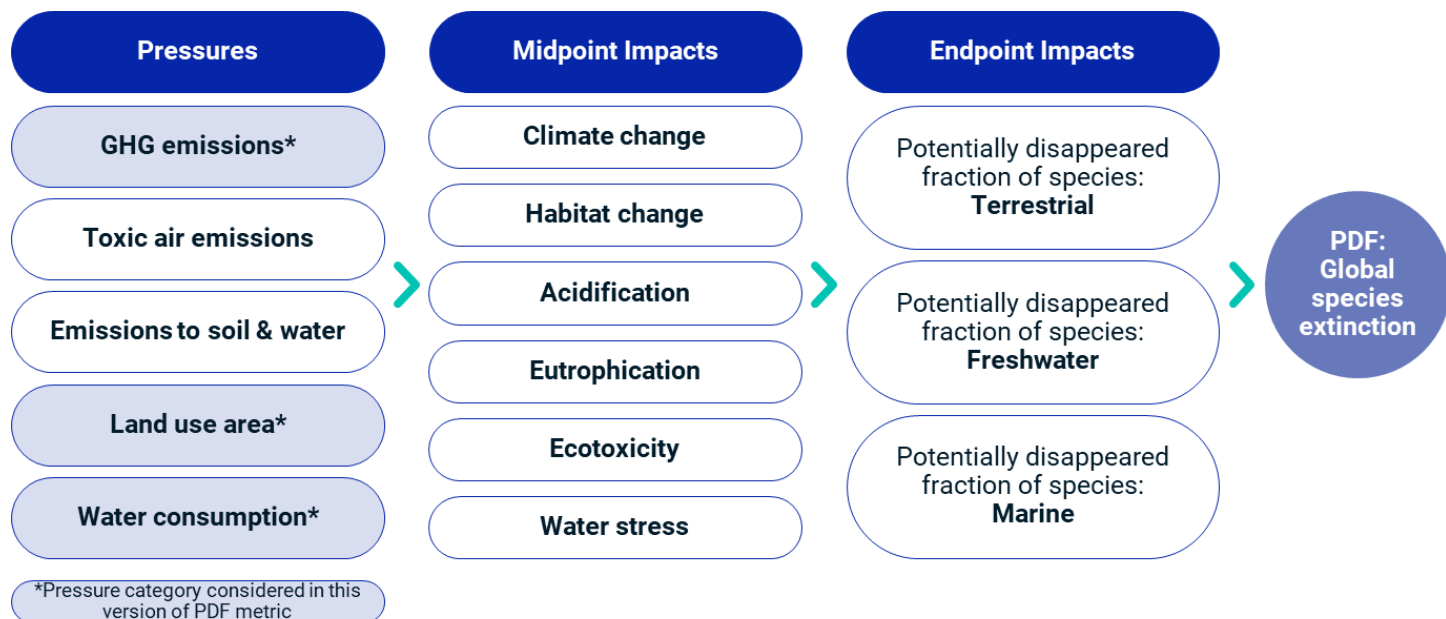 Pressures
GHG emissions*
Toxic air emissions
Emissions to soil & water
Land use area*
Water consumption*
*Pressure category considered in this
version of PDF metric
Midpoint Impacts
Climate change
Habitat change
Acidification
Eutrophication
Ecotoxicity
Water stress
Endpoint Impacts
Potentially disappeared
fraction of species:
Terrestrial
Potentially disappeared
fraction of species:
Freshwater
Potentially disappeared
fraction of species:
Marine
PDF:
Global
species
extinction